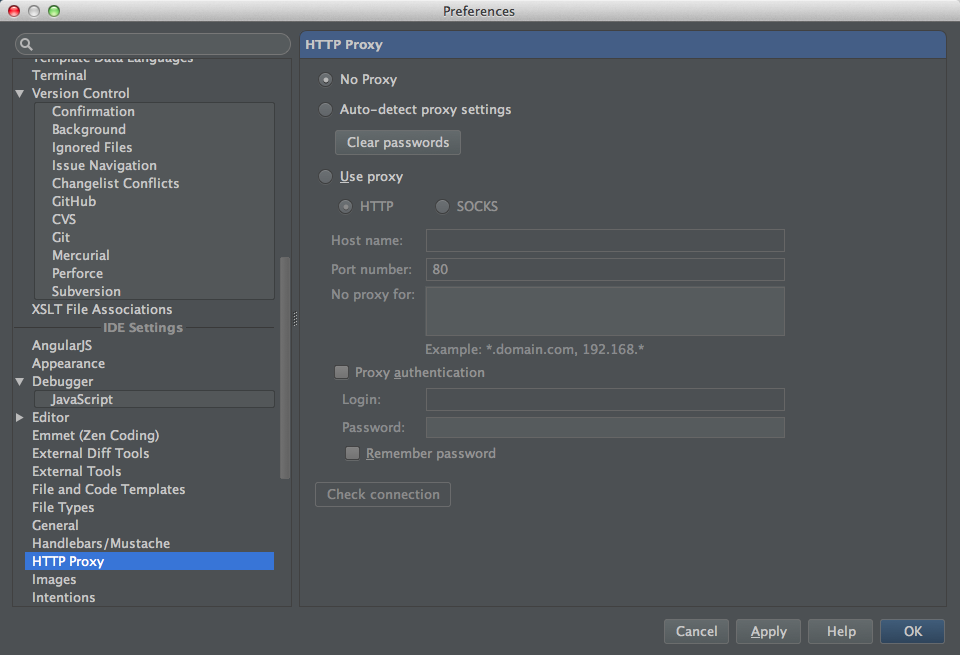 Preferences
Template Data Languages
Terminal
Version Control
Confirmation
Background
Ignored Files
Issue Navigation
Changelist Conflicts
GitHub
CVS
Git
Mercurial
Perforce
Subversion
XSLT File Associations
IDE Settings
AngularJS
Appearance
Debugger
JavaScript
Editor
Emmet (Zen Coding)
External Diff Tools
External Tools
File and Code Templates
File Types
General
Handlebars/Mustache
HTTP Proxy
Images
Intentions
HTTP Proxy
No Proxy
Auto-detect proxy settings
Clear passwords
Use proxy
HTTP SOCKS
Host name:
Port number: 80
No proxy for:
Example: *.domain.com, 192.168.*
Proxy authentication
Login:
Password:
Remember password
Check connection
Cancel Apply Help OK